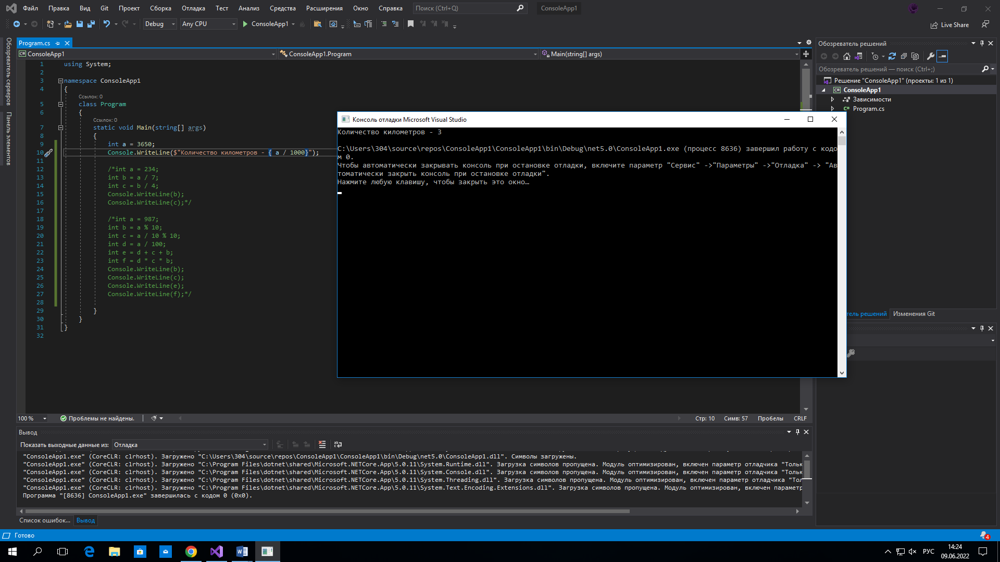 Файл Правка Вид Git Проект Сборка Отладка Тест Анализ Средства Расширения Окно Справка Поиск (Ctrl+Q) ConsoleApp1
Debug Any CPU ConsoleApp1 Live Share
Обозреватель серверов
Панель элементов
Program.cs
ConsoleApp1 ConsoleApp1.Program Main(string[] args)
1 using System;
2
3 namespace ConsoleApp1
4 {
Ссылок: 0
5 class Program
6 {
Ссылок: 0
7 static void Main(string[] args)
8 {
9 int a = 3650;
10 Console.WriteLine($"Количество километров - { a / 1000}");
11
12 /*int a = 234;
13 int b = a / 7;
14 int c = b / 4;
15 Console.WriteLine(b);
16 Console.WriteLine(c);*/
17
18 /*int a = 987;
19 int b = a % 10;
20 int c = a / 10 % 10;
21 int d = a / 100;
22 int e = d + c + b;
23 int f = d * c * b;
24 Console.WriteLine(b);
25 Console.WriteLine(c);
26 Console.WriteLine(e);
27 Console.WriteLine(f);*/
28
29 }
30 }
31 }
32
Консоль отладки Microsoft Visual Studio
Количество километров - 3
C:\Users\304\source\repos\ConsoleApp1\ConsoleApp1\bin\Debug\net5.0\ConsoleApp1.exe (процесс 8636) завершил работу с кодо
м 0.
Чтобы автоматически закрывать консоль при остановке отладки, включите параметр "Сервис" ->"Параметры" ->"Отладка" -> "Ав
томатически закрыть консоль при остановке отладки".
Нажмите любую клавишу, чтобы закрыть это окно…
Обозреватель решений
Обозреватель решений — поиск (Ctrl+;)
Решение "ConsoleApp1" (проекты: 1 из 1)
ConsoleApp1
Зависимости
C# Program.cs
тель решений Изменения Git
100 % Проблемы не найдены. Стр: 10 Симв: 57 Пробелы CRLF
Вывод
Показать выходные данные из: Отладка
"ConsoleApp1.exe" (CoreCLR: clrhost). Загружено "C:\Users\304\source\repos\ConsoleApp1\ConsoleApp1\bin\Debug\net5.0\ConsoleApp1.dll". Символы загружены.
"ConsoleApp1.exe" (CoreCLR: clrhost). Загружено "C:\Program Files\dotnet\shared\Microsoft.NETCore.App\5.0.11\System.Runtime.dll". Загрузка символов пропущена. Модуль оптимизирован, включен параметр отладчика "Тольк
"ConsoleApp1.exe" (CoreCLR: clrhost). Загружено "C:\Program Files\dotnet\shared\Microsoft.NETCore.App\5.0.11\System.Console.dll". Загрузка символов пропущена. Модуль оптимизирован, включен параметр отладчика "Тольк
"ConsoleApp1.exe" (CoreCLR: clrhost). Загружено "C:\Program Files\dotnet\shared\Microsoft.NETCore.App\5.0.11\System.Threading.dll". Загрузка символов пропущена. Модуль оптимизирован, включен параметр отладчика "Тол
"ConsoleApp1.exe" (CoreCLR: clrhost). Загружено "C:\Program Files\dotnet\shared\Microsoft.NETCore.App\5.0.11\System.Text.Encoding.Extensions.dll". Загрузка символов пропущена. Модуль оптимизирован, включен параметр
Программа "[8636] ConsoleApp1.exe" завершилась с кодом 0 (0x0).
Список ошибок... Вывод
Готово 4
РУС 14:24
09.06.2022